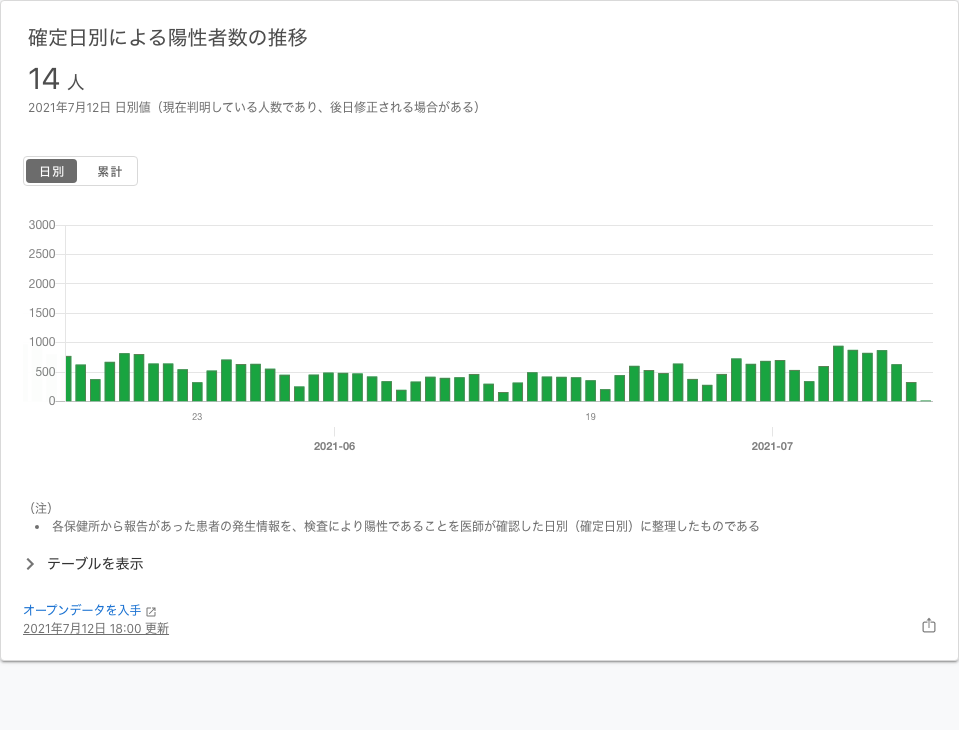 確定日別による陽性者数の推移
14 人
2021年7月12日 日別値（現在判明している人数であり、後日修正される場合がある）
日別 累計
3000
2500
2000
1500
1000
500
0
23 19
2021-06 2021-07
（注）
• 各保健所から報告があった患者の発生情報を、検査により陽性であることを医師が確認した日別（確定日別）に整理したものである
テーブルを表示
オープンデータを入手
2021年7月12日 18:00 更新